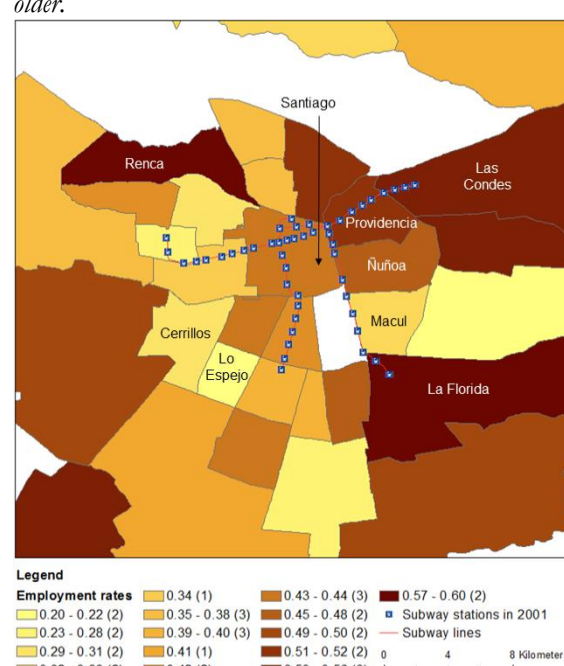 older.
Santiago
Renca
Las
Condes
Providencia
Ñuñoa
Macul
Cerrillos
Lo
Espejo
La Florida
Legend
Employment rates
0.20 - 0.22 (2)
0.23 - 0.28 (2)
0.29 - 0.31 (2)
0.34 (1)
0.35 - 0.38 (3)
0.39 - 0.40 (3)
0.41 (1)
0.43 - 0.44 (3)
0.45 - 0.48 (2)
0.49 - 0.50 (2)
0.51 - 0.52 (2)
0.57 - 0.60 (2)
Subway stations in 2001
Subway lines
0 4 8 Kilometer